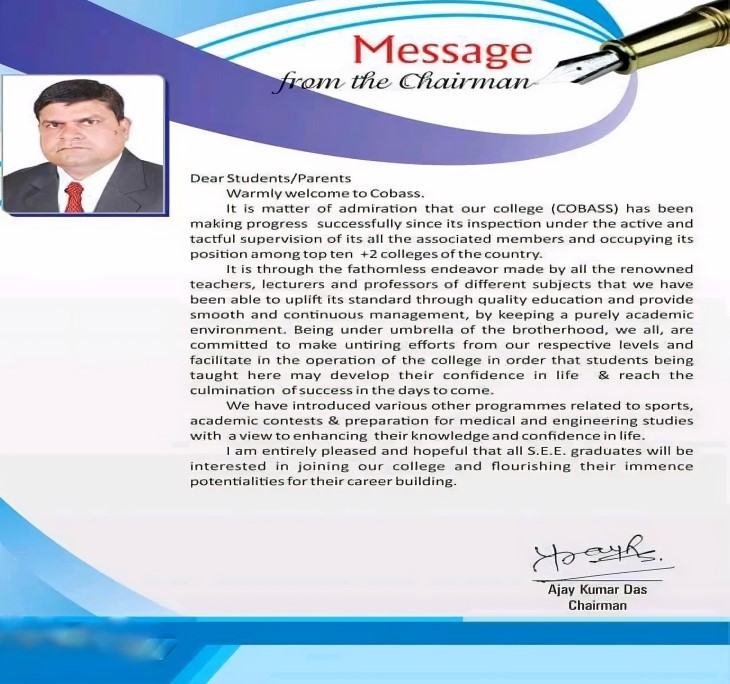 Message
from the Chairman
Dear Students/Parents
Warmly welcome to Cobass.
It is matter of admiration that our college (COBASS) has been
making progress successfully since its inspection under the active and
tactful supervision of its all the associated members and occupying its
position among top ten +2 colleges of the country.
It is through the fathomless endeavor made by all the renowned
teachers, lecturers and professors of different subjects that we have
been able to uplift its standard through quality education and provide
smooth and continuous management, by keeping a purely academic
environment. Being under umbrella of the brotherhood, we all, are
committed to make untiring efforts from our respective levels and
facilitate in the operation of the college in order that students being
taught here may develop their confidence in life & reach the
culmination of success in the days to come.
We have introduced various other programmes related to sports,
academic contests & preparation for medical and engineering studies
with a view to enhancing their knowledge and confidence in life.
I am entirely pleased and hopeful that all S.E.E. graduates will be
interested in joining our college and flourishing their immence
potentialities for their career building.
Ajay Kumar Das
Chairman